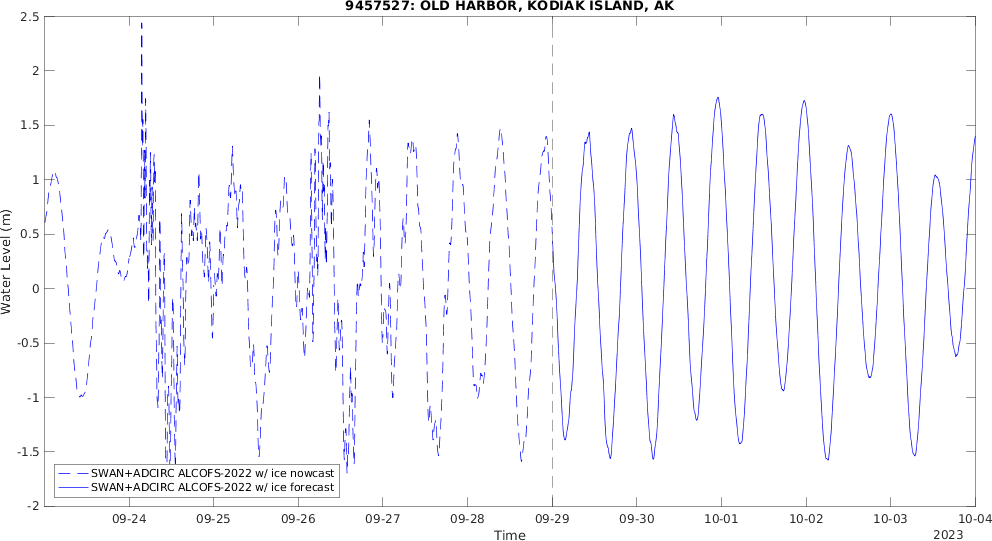 9457527: OLD HARBOR, KODIAK ISLAND, AK
2.5
2
1.5
1
0.5
0
-0.5
-1
-1.5
-2
Water Level (m)
SWAN+ADCIRC ALCOFS-2022 w/ ice nowcast
SWAN+ADCIRC ALCOFS-2022 w/ ice forecast
09-24 09-25 09-26 09-27 09-28 09-29 09-30 10-01 10-02 10-03 10-04
Time
2023